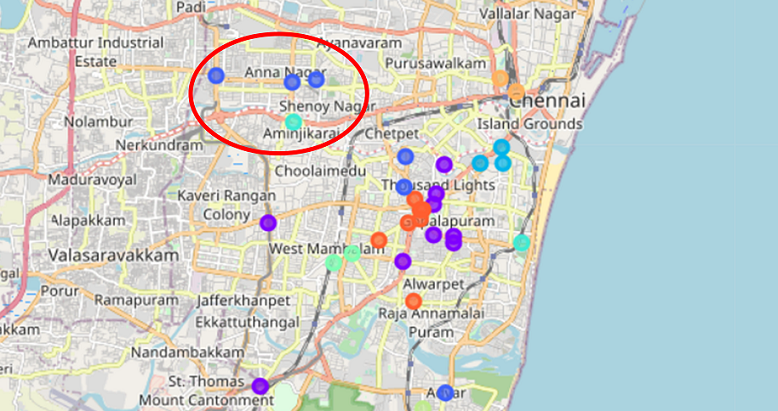 Padi
Vallalar Nagar
Ambattur Industrial
Estate
Ayanavaram
Purusawalkam
Anna Nagar
Chennai
Shenoy Nagar
Nolambur
Island Grounds
Aminjikarai
Chetpet
Nerkundram
Choolaimedu
Maduravoyal
Thousand Lights
Kaveri Rangan
Colony
Alapakkam
Gopalapuram
West Mambalam
Valasaravakkam
Porur
Ramapuram
Jafferkhanpet
Alwarpet
Ekkattuthangal
Raja Annamalai
Puram
Nandambakkam
St. Thomas
Mount Cantonment